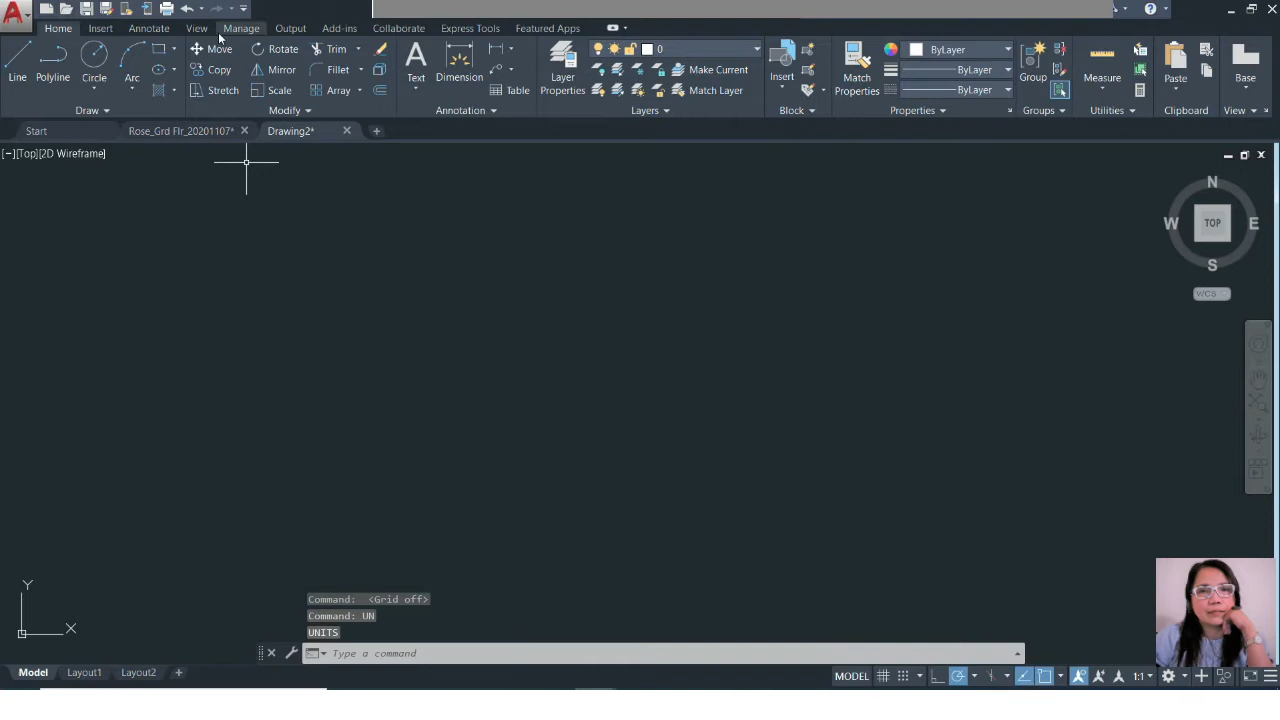 Home Insert Annotate View Manage Output Add-ins Collaborate Express Tools Featured Apps
Line Polyline Circle Arc
Move Rotate Trim
Copy Mirror Fillet
Stretch Scale Array
Text Dimension Table
Layer Properties
0
Make Current
Match Layer
Insert
Match Properties
ByLayer
ByLayer
ByLayer
Group
Measure
Paste
Base
Draw Modify Annotation Layers Block Properties Groups Utilities Clipboard View
Start Rose_Grd Flr_20201107* Drawing2*
[−][Top][2D Wireframe]
N
W TOP E
S
WCS
Y
X
Command: <Grid off>
Command: UN
UNITS
Type a command
Model Layout1 Layout2
MODEL 1:1